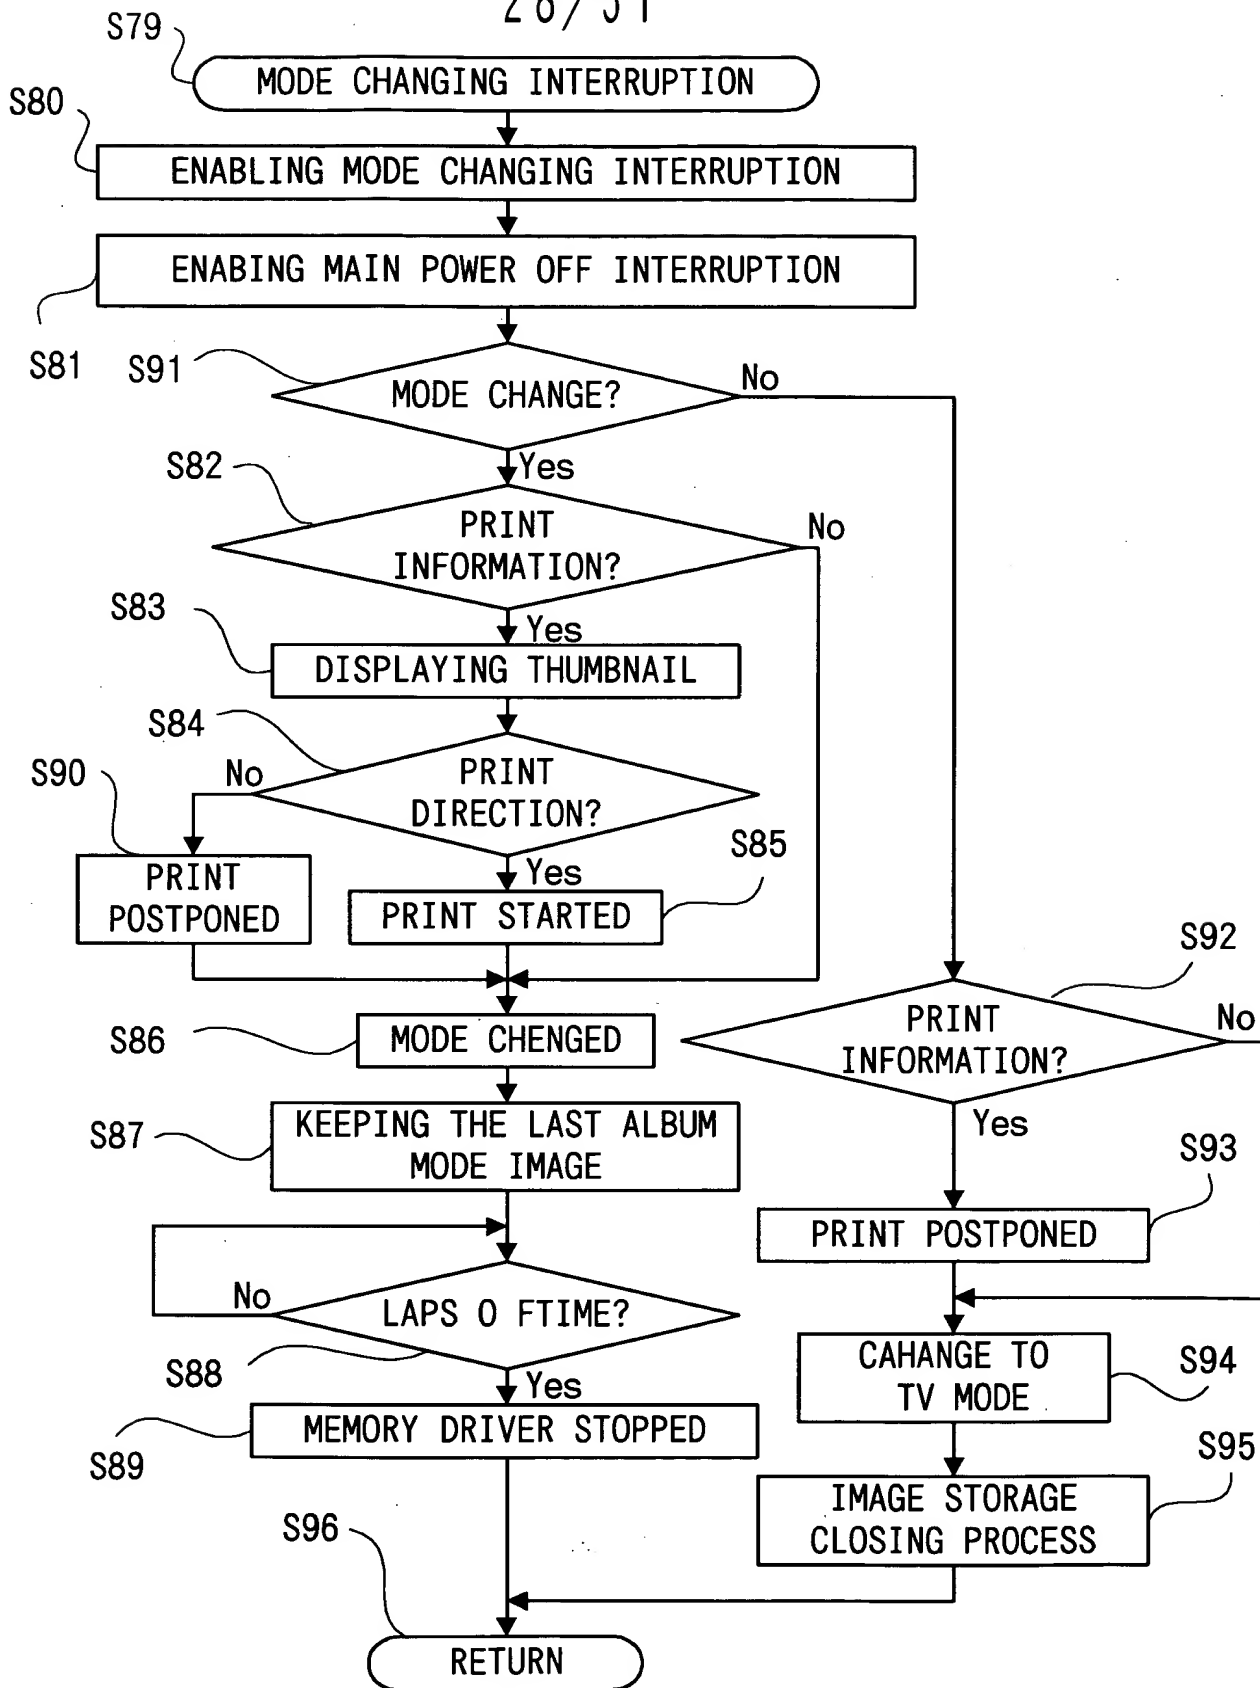 28/31
S79
MODE CHANGING INTERRUPTION
S80
ENABLING MODE CHANGING INTERRUPTION
ENABING MAIN POWER OFF INTERRUPTION
S81
S91
MODE CHANGE?
No
Yes
S82
PRINT
INFORMATION?
No
Yes
S83
DISPLAYING THUMBNAIL
S84
PRINT
DIRECTION?
No
Yes
S90
PRINT
POSTPONED
S85
PRINT STARTED
S86
MODE CHENGED
S87
KEEPING THE LAST ALBUM
MODE IMAGE
No
LAPS O FTIME?
S88
Yes
MEMORY DRIVER STOPPED
S89
S92
PRINT
INFORMATION?
No
Yes
S93
PRINT POSTPONED
CAHANGE TO
TV MODE
S94
S95
IMAGE STORAGE
CLOSING PROCESS
S96
RETURN